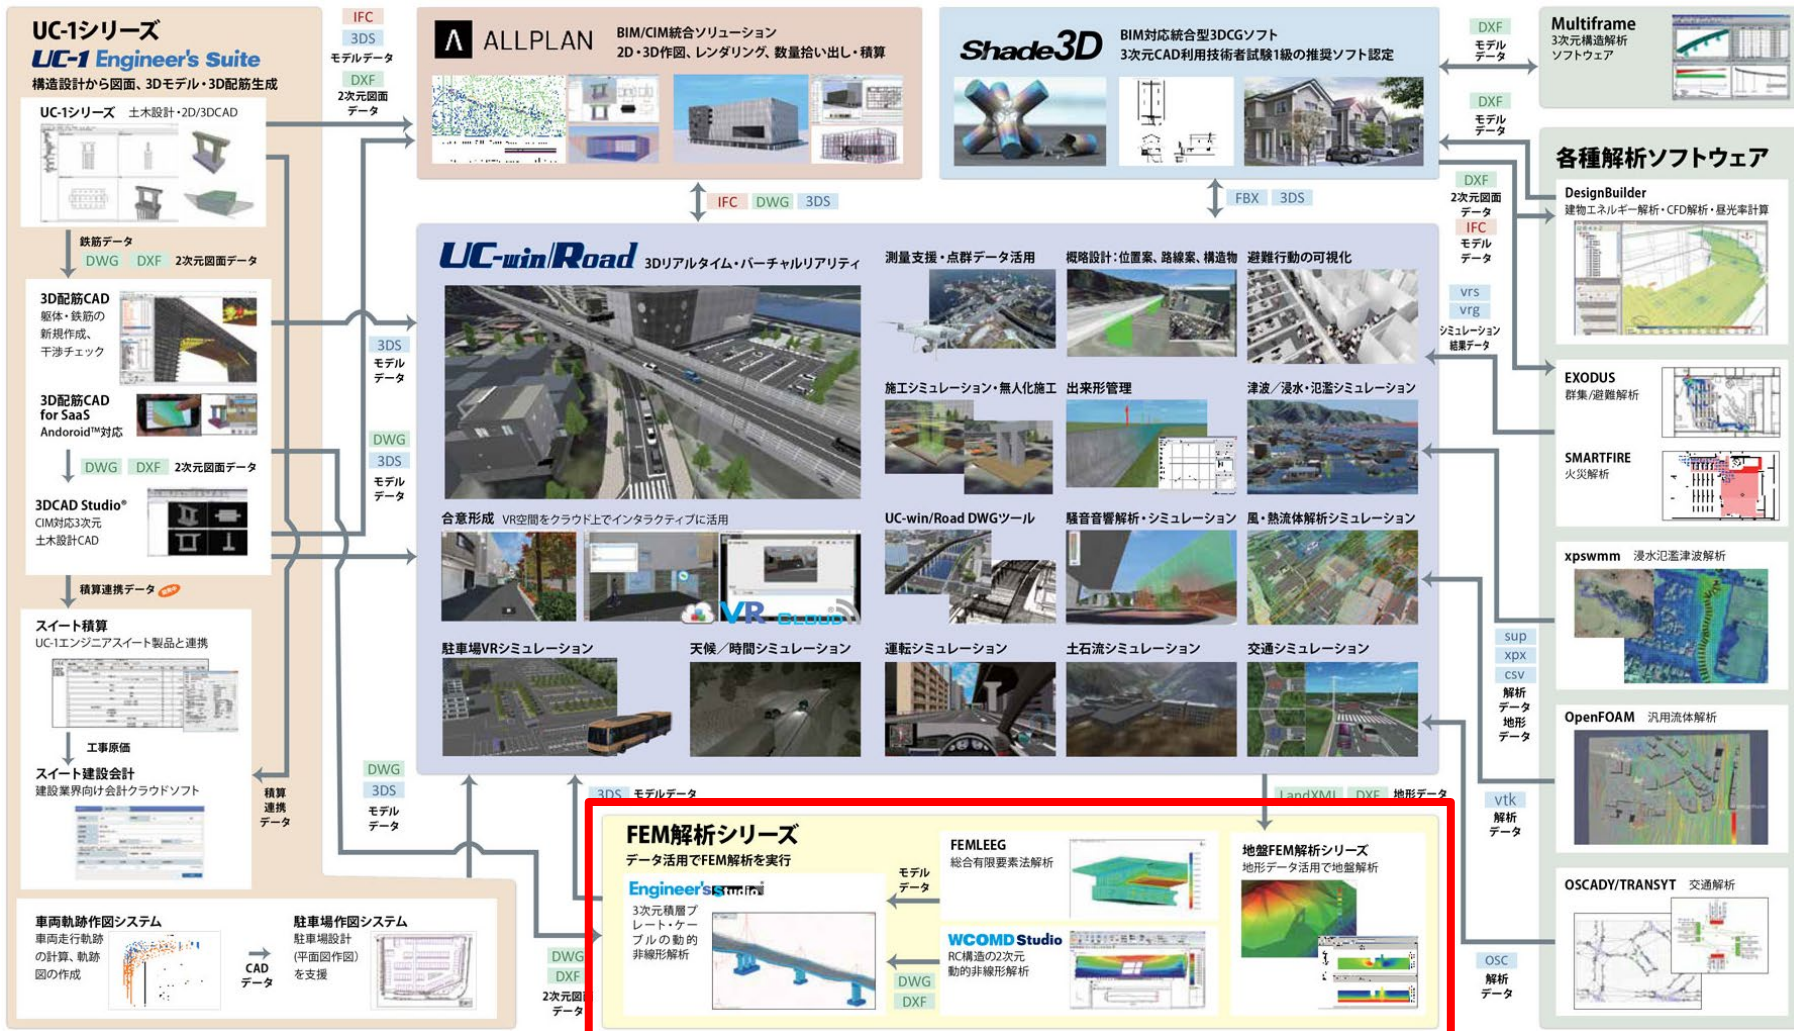 UC-1シリーズ
UC-1 Engineer's Suite
構造設計から図面、3Dモデル・3D配筋生成
UC-1シリーズ 土木設計・2D/3DCAD
鉄筋データ
DWG DXF 2次元図面データ
3D配筋CAD
躯体・鉄筋の
新規作成、
干渉チェック
3D配筋CAD
for SaaS
Andoroid™対応
DWG DXF 2次元図面データ
3DCAD Studio®
CIM対応3次元
土木設計CAD
積算連携データ
スイート積算
UC-1エンジニアスイート製品と連携
工事原価
スイート建設会計
建設業界向け会計クラウドソフト
積算
連携
データ
車両軌跡作図システム
車両走行軌跡
の計算、軌跡
図の作成
CAD
データ
駐車場作図システム
駐車場設計
(平面図作図)
を支援
IFC
3DS
モデルデータ
DXF
2次元図面
データ
3DS
モデル
データ
DWG
3DS
モデル
データ
DWG
3DS
モデル
データ
ALLPLAN
BIM/CIM統合ソリューション
2D・3D作図、レンダリング、数量拾い出し・積算
IFC DWG 3DS
Shade3D
BIM対応統合型3DCGソフト
3次元CAD利用技術者試験1級の推奨ソフト認定
FBX 3DS
UC-win/Road 3Dリアルタイム・バーチャルリアリティ
測量支援・点群データ活用
概略設計：位置案、路線案、構造物
避難行動の可視化
施工シミュレーション・無人化施工
出来形管理
津波／浸水・氾濫シミュレーション
合意形成 VR空間をクラウド上でインタラクティブに活用
VR CLOUD
UC-win/Road DWGツール
騒音音響解析・シミュレーション
風・熱流体解析シミュレーション
駐車場VRシミュレーション
天候／時間シミュレーション
運転シミュレーション
土石流シミュレーション
交通シミュレーション
3DS モデルデータ
LandXML DXF 地形データ
FEM解析シリーズ
データ活用でFEM解析を実行
Engineer's Studio
3次元積層プ
レート・ケー
ブルの動的
非線形解析
モデル
データ
FEMLEEG
総合有限要素法解析
WCOMD Studio
RC構造の2次元
動的非線形解析
DWG
DXF
地盤FEM解析シリーズ
地形データ活用で地盤解析
DWG
DXF
2次元図面
データ
DXF
モデル
データ
Multiframe
3次元構造解析
ソフトウェア
DXF
モデル
データ
DXF
2次元図面
データ
IFC
モデル
データ
vrs
vrg
シミュレーション
結果データ
各種解析ソフトウェア
DesignBuilder
建物エネルギー解析・CFD解析・昼光率計算
EXODUS
群集/避難解析
SMARTFIRE
火災解析
xpswmm 浸水氾濫津波解析
sup
xpx
csv
解析
データ
地形
データ
OpenFOAM 汎用流体解析
vtk
解析
データ
OSCADY/TRANSYT 交通解析
OSC
解析
データ